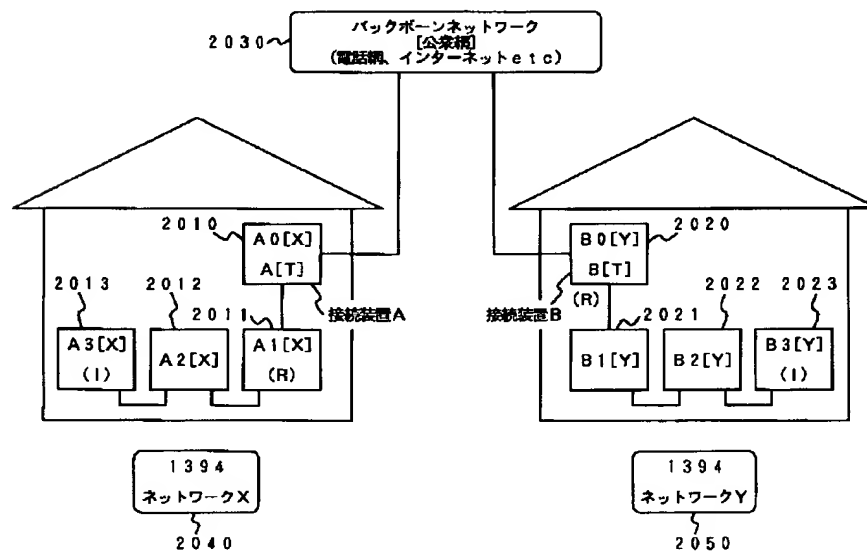 バックボーンネットワーク
[公衆網]
(電話網、インターネットetc)
2030
2010
A0[X]
A[T]
接続装置A
2013
2012
2011
A3[X]
(I)
A2[X]
A1[X]
(R)
B0[Y]
B[T]
2020
接続装置B
(R)
2021
2022
2023
B1[Y]
B2[Y]
B3[Y]
(I)
1394
ネットワークX
2040
1394
ネットワークY
2050